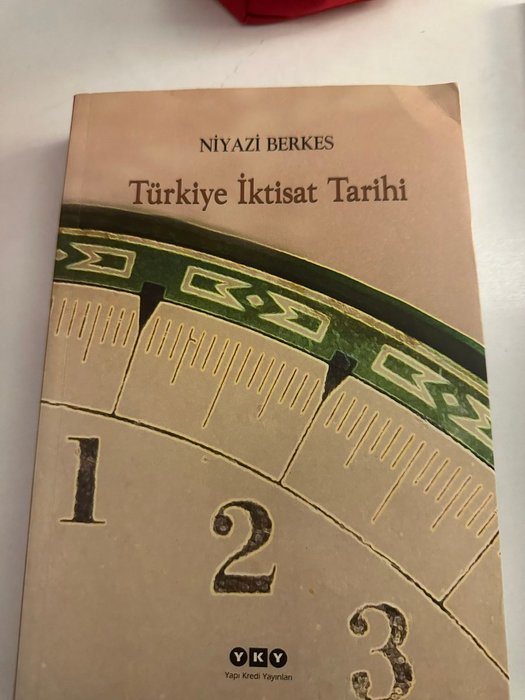 NİYAZİ BERKES
Türkiye İktisat Tarihi
1
2
3
YKY
Yapı Kredi Yayınları